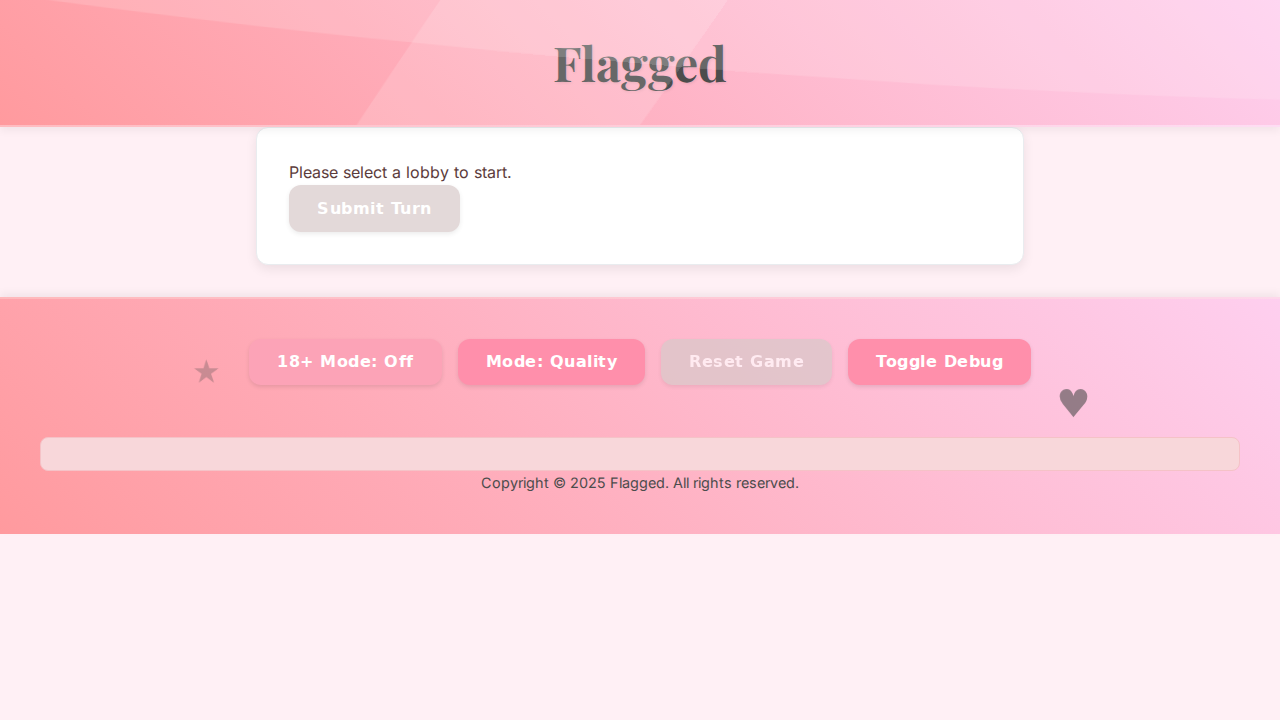 Flagged
Please select a lobby to start.
Submit Turn
18+ Mode: Off
Mode: Quality
Reset Game
Toggle Debug
Copyright © 2025 Flagged. All rights reserved.